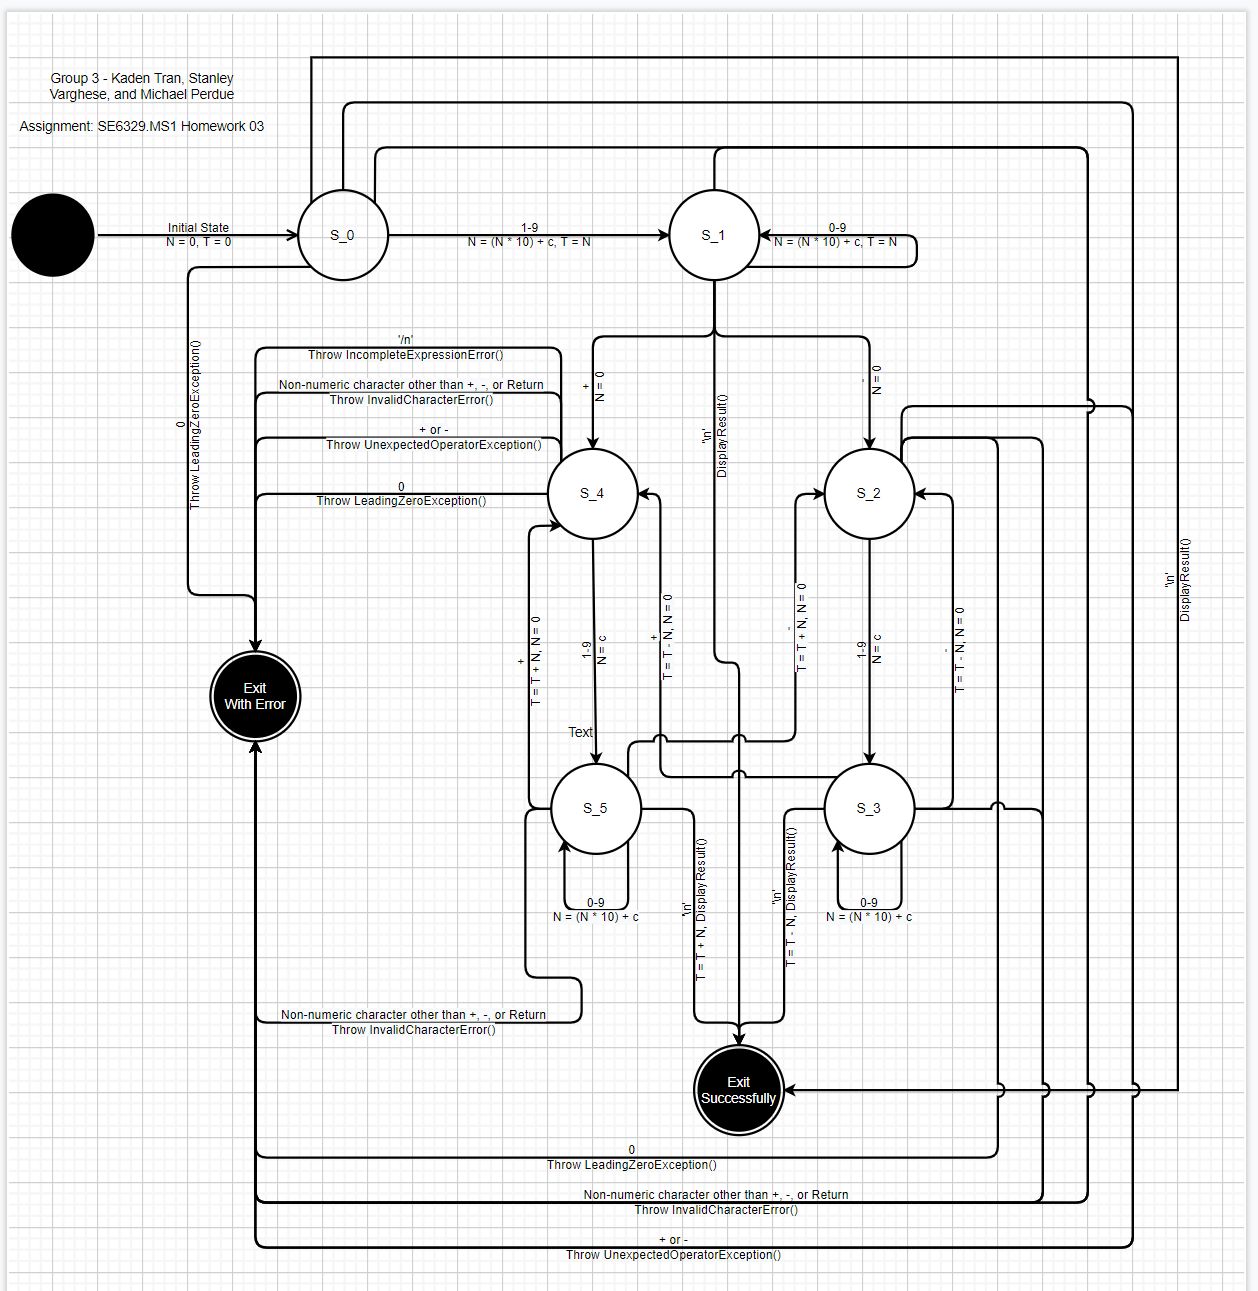 Group 3 - Kaden Tran, Stanley
Varghese, and Michael Perdue
Assignment: SE6329.MS1 Homework 03
Initial State
N = 0, T = 0
S_0
1-9
N = (N * 10) + c, T = N
S_1
0-9
N = (N * 10) + c, T = N
0
Throw LeadingZeroException()
'/n'
Throw IncompleteExpressionError()
Non-numeric character other than +, -, or Return
Throw InvalidCharacterError()
+ or -
Throw UnexpectedOperatorException()
0
Throw LeadingZeroException()
+
N = 0
'\n'
DisplayResult()
-
N = 0
S_4
S_2
'\n'
DisplayResult()
+
T = T + N, N = 0
1-9
N = c
+
T = T - N, N = 0
-
T = T + N, N = 0
1-9
N = c
-
T = T - N, N = 0
Exit
With Error
Text
S_5
S_3
0-9
N = (N * 10) + c
'\n'
T = T + N, DisplayResult()
'\n'
T = T - N, DisplayResult()
0-9
N = (N * 10) + c
Non-numeric character other than +, -, or Return
Throw InvalidCharacterError()
Exit
Successfully
0
Throw LeadingZeroException()
Non-numeric character other than +, -, or Return
Throw InvalidCharacterError()
+ or -
Throw UnexpectedOperatorException()